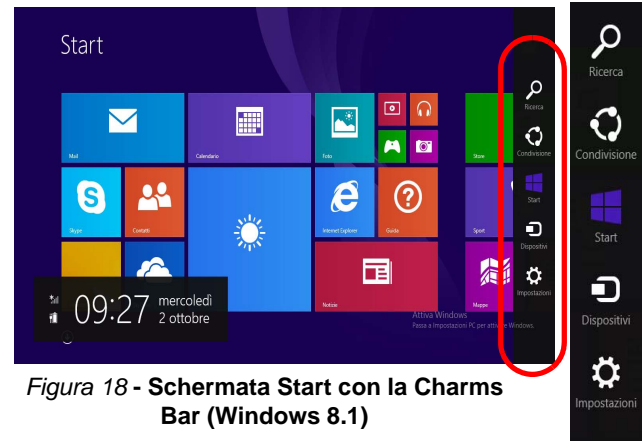 Start
Mail
Calendario
Foto
Store
Skype
Contatti
Internet Explorer
Guida
Sport
Notizie
Mappe
09:27 mercoledì
2 ottobre
Attiva Windows
Passa a Impostazioni PC per attivare Windows.
Ricerca
Condivisione
Start
Dispositivi
Impostazioni
Ricerca
Condivisione
Start
Dispositivi
Impostazioni
Figura 18 - Schermata Start con la Charms
Bar (Windows 8.1)